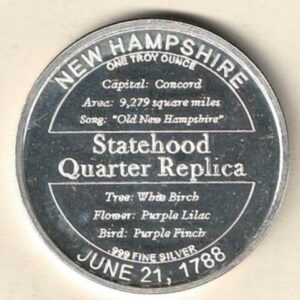 NEW HAMPSHIRE
ONE TROY OUNCE
Capital: Concord
Area: 9,279 square miles
Song: "Old New Hampshire"
Statehood
Quarter Replica
Tree: White Birch
Flower: Purple Lilac
Bird: Purple Finch
.999 FINE SILVER
JUNE 21, 1788